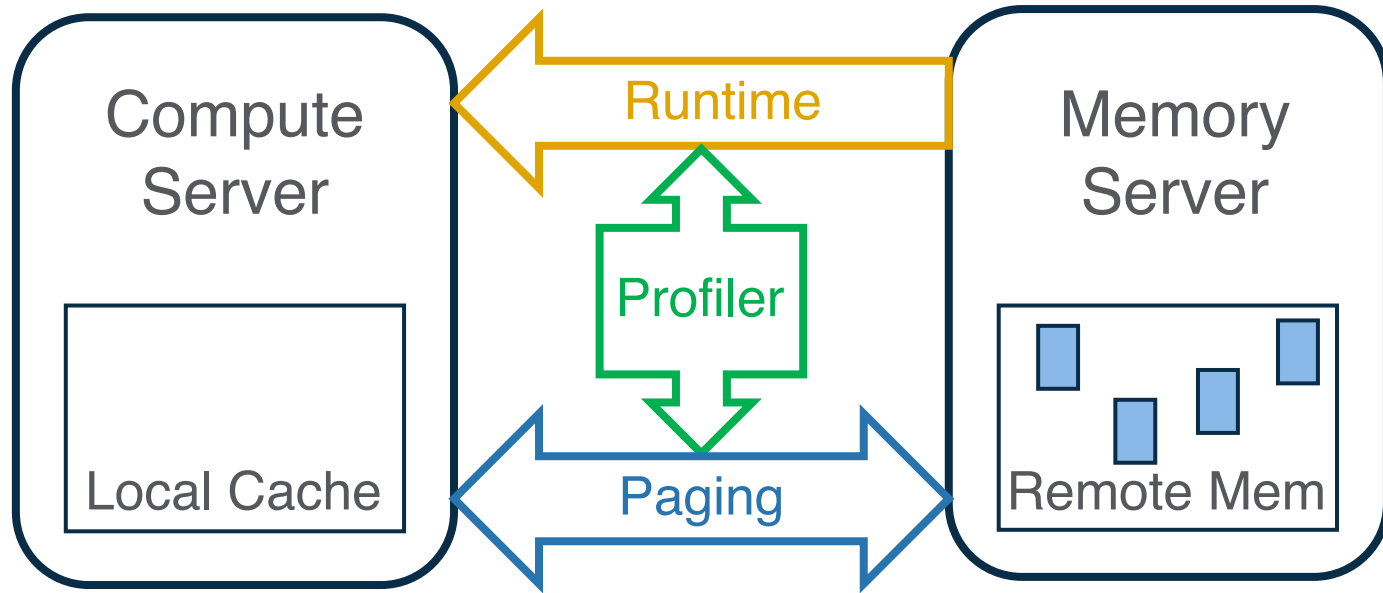 Compute
Server
Runtime
Memory
Server
Profiler
Local Cache
Paging
Remote Mem